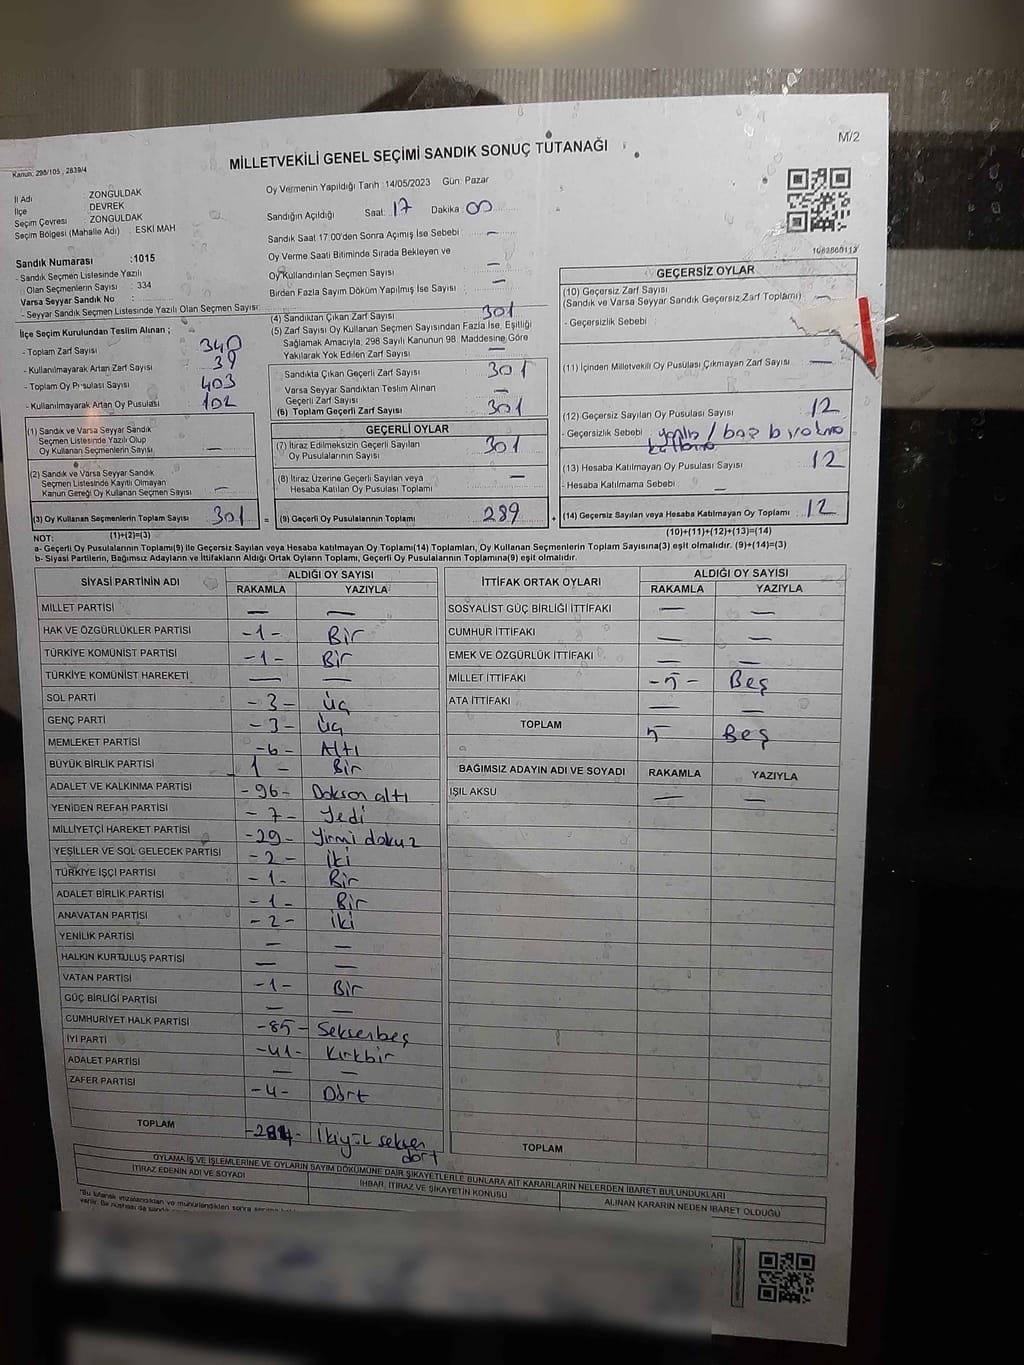 M/2
Kanun: 298/105 , 2839/4
MİLLETVEKİLİ GENEL SEÇİMİ SANDIK SONUÇ TUTANAĞI
İl Adı ZONGULDAK
İlçe DEVREK
Seçim Çevresi : ZONGULDAK
Seçim Bölgesi (Mahalle Adı) : ESKİ MAH
Sandık Numarası :1015
- Sandık Seçmen Listesinde Yazılı
Olan Seçmenlerin Sayısı : 334
Varsa Seyyar Sandık No :
- Seyyar Sandık Seçmen Listesinde Yazılı Olan Seçmen Sayısı:
Oy Vermenin Yapıldığı Tarih :14/05/2023 Gün: Pazar
Sandığın Açıldığı Saat: 17 Dakika: 00
Sandık Saat 17:00'den Sonra Açılmış İse Sebebi : —
Oy Verme Saati Bitiminde Sırada Bekleyen ve
Oy Kullandırılan Seçmen Sayısı : —
Birden Fazla Sayım Döküm Yapılmış İse Sayısı : —
İlçe Seçim Kurulundan Teslim Alınan ;
- Toplam Zarf Sayısı 340
- Kullanılmayarak Artan Zarf Sayısı : 39
- Toplam Oy Pusulası Sayısı : 403
- Kullanılmayarak Artan Oy Pusulası : 102
(1) Sandık ve Varsa Seyyar Sandık
Seçmen Listesinde Yazılı Olup
Oy Kullanan Seçmenlerin Sayısı : —
(2) Sandık ve Varsa Seyyar Sandık
Seçmen Listesinde Kayıtlı Olmayan
Kanun Gereği Oy Kullanan Seçmen Sayısı : —
(3) Oy Kullanan Seçmenlerin Toplam Sayısı : 301 =
(1)+(2)=(3)
(4) Sandıktan Çıkan Zarf Sayısı : 301
(5) Zarf Sayısı Oy Kullanan Seçmen Sayısından Fazla İse, Eşitliği
Sağlamak Amacıyla, 298 Sayılı Kanunun 98. Maddesine Göre
Yakılarak Yok Edilen Zarf Sayısı : —
Sandıkta Çıkan Geçerli Zarf Sayısı : 301
Varsa Seyyar Sandıktan Teslim Alınan
Geçerli Zarf Sayısı : —
(6) Toplam Geçerli Zarf Sayısı : 301
GEÇERLİ OYLAR
(7) İtiraz Edilmeksizin Geçerli Sayılan
Oy Pusulalarının Sayısı : 301
(8) İtiraz Üzerine Geçerli Sayılan veya
Hesaba Katılan Oy Pusulası Toplamı : —
(9) Geçerli Oy Pusulalarının Toplamı : 289 +
1062860113
GEÇERSİZ OYLAR
(10) Geçersiz Zarf Sayısı
(Sandık ve Varsa Seyyar Sandık Geçersiz Zarf Toplamı) : —
- Geçersizlik Sebebi :
(11) İçinden Milletvekili Oy Pusulası Çıkmayan Zarf Sayısı : —
(12) Geçersiz Sayılan Oy Pusulası Sayısı : 12
- Geçersizlik Sebebi : / boş bırakma
(13) Hesaba Katılmayan Oy Pusulası Sayısı : 12
- Hesaba Katılmama Sebebi : —
(14) Geçersiz Sayılan veya Hesaba Katılmayan Oy Toplamı : 12
(10)+(11)+(12)+(13)=(14)
NOT:
a- Geçerli Oy Pusulalarının Toplamı(9) ile Geçersiz Sayılan veya Hesaba katılmayan Oy Toplamı(14) Toplamları, Oy Kullanan Seçmenlerin Toplam Sayısına(3) eşit olmalıdır. (9)+(14)=(3)
b- Siyasi Partilerin, Bağımsız Adayların ve İttifakların Aldığı Ortak Oyların Toplamı, Geçerli Oy Pusulalarının Toplamına(9) eşit olmalıdır.
SİYASİ PARTİNİN ADI ALDIĞI OY SAYISI
RAKAMLA YAZIYLA
MİLLET PARTİSİ — —
HAK VE ÖZGÜRLÜKLER PARTİSİ -1- Bir
TÜRKİYE KOMÜNİST PARTİSİ -1- Bir
TÜRKİYE KOMÜNİST HAREKETİ — —
SOL PARTİ -3- Üç
GENÇ PARTİ -3- Üç
MEMLEKET PARTİSİ -6- Altı
BÜYÜK BİRLİK PARTİSİ 1 - Bir
ADALET VE KALKINMA PARTİSİ -96- Doksan altı
YENİDEN REFAH PARTİSİ -7- Yedi
MİLLİYETÇİ HAREKET PARTİSİ -29- Yirmi dokuz
YEŞİLLER VE SOL GELECEK PARTİSİ -2- iki
TÜRKİYE İŞÇİ PARTİSİ -1- Bir
ADALET BİRLİK PARTİSİ -1- Bir
ANAVATAN PARTİSİ -2- iki
YENİLİK PARTİSİ — —
HALKIN KURTULUŞ PARTİSİ — —
VATAN PARTİSİ -1- Bir
GÜÇ BİRLİĞİ PARTİSİ — —
CUMHURİYET HALK PARTİSİ -85- Seksenbeş
İYİ PARTİ -41- Kırkbir
ADALET PARTİSİ — —
ZAFER PARTİSİ -4- Dört
TOPLAM -284- İkiyüz seksen
dört
İTTİFAK ORTAK OYLARI ALDIĞI OY SAYISI
RAKAMLA YAZIYLA
SOSYALİST GÜÇ BİRLİĞİ İTTİFAKI — —
CUMHUR İTTİFAKI — —
EMEK VE ÖZGÜRLÜK İTTİFAKI — —
MİLLET İTTİFAKI -5- Beş
ATA İTTİFAKI — —
TOPLAM 5 Beş
BAĞIMSIZ ADAYIN ADI VE SOYADI RAKAMLA YAZIYLA
IŞIL AKSU — —
TOPLAM
OYLAMA İŞ VE İŞLEMLERİNE VE OYLARIN SAYIM DÖKÜMÜNE DAİR ŞİKAYETLERLE BUNLARA AİT KARARLARIN NELERDEN İBARET BULUNDUKLARI
İTİRAZ EDENİN ADI VE SOYADI İHBAR, İTİRAZ VE ŞİKAYETİN KONUSU ALINAN KARARIN NEDEN İBARET OLDUĞU